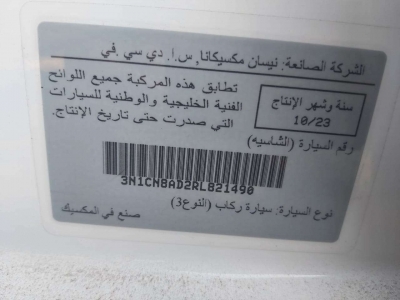 الشركة الصانعة: نيسان مكسيكانا, س.ا. دي سي. في
سنة وشهر الإنتاج
10/23
تطابق هذه المركبة جميع اللوائح
الفنية الخليجية والوطنية للسيارات
التي صدرت حتى تاريخ الإنتاج.
رقم السيارة (الشاسيه):
3N1CN8AD2RL821490
نوع السيارة: سيارة ركاب (النوع3)
صنع في المكسيك